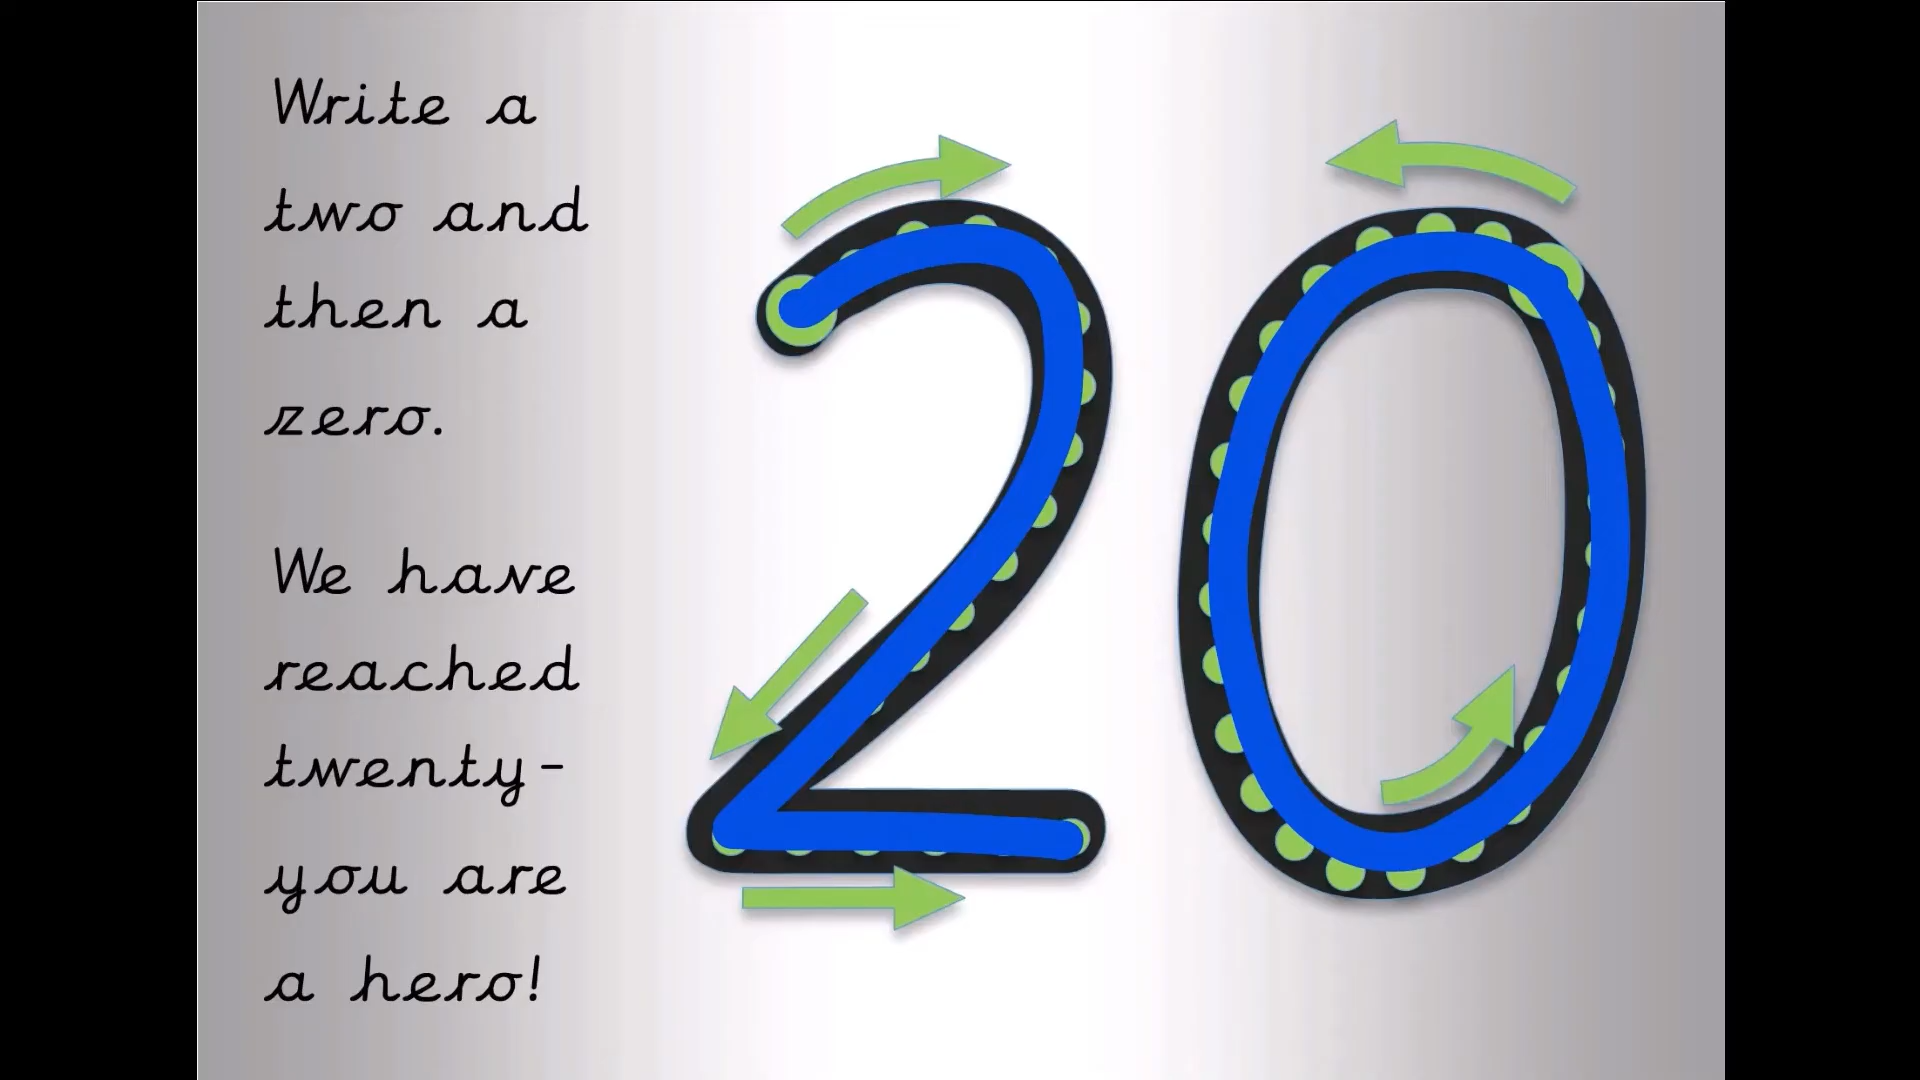 Write a
two and
then a
zero.
We have
reached
twenty-
you are
a hero!
20